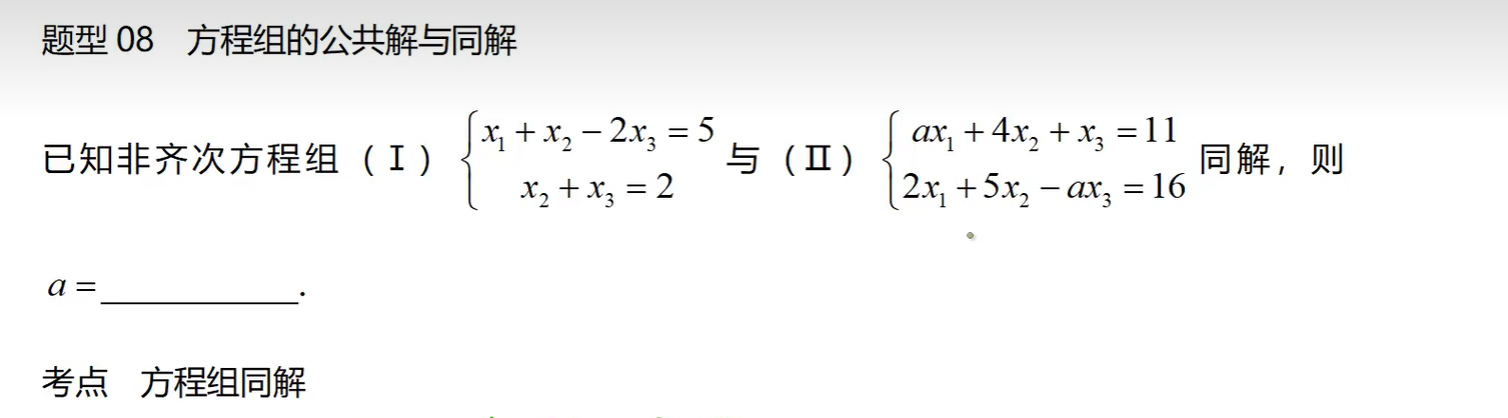 题型 08 方程组的公共解与同解
已知非齐次方程组(Ⅰ){x₁ + x₂ − 2x₃ = 5 与(Ⅱ){ax₁ + 4x₂ + x₃ = 11 同解,则
x₂ + x₃ = 2 2x₁ + 5x₂ − ax₃ = 16
a = ___________.
考点 方程组同解